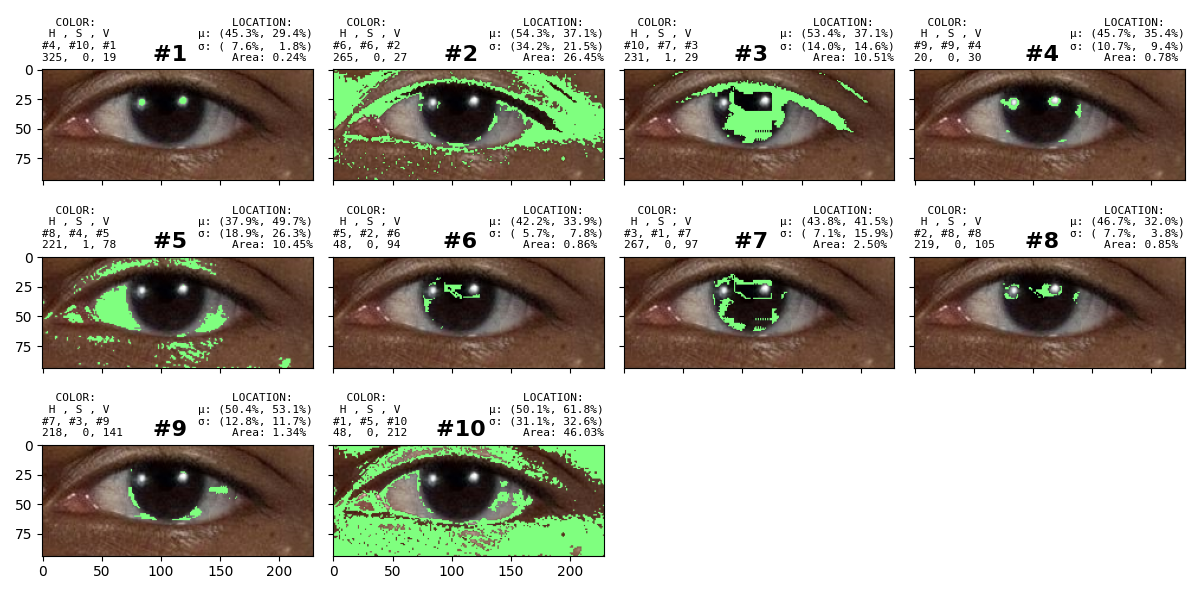 COLOR: LOCATION:
H , S , V μ: (45.3%, 29.4%)
#4, #10, #1 σ: ( 7.6%, 1.8%)
325, 0, 19 #1 Area: 0.24%
COLOR: LOCATION:
H , S , V μ: (54.3%, 37.1%)
#6, #6, #2 σ: (34.2%, 21.5%)
265, 0, 27 #2 Area: 26.45%
COLOR: LOCATION:
H , S , V μ: (53.4%, 37.1%)
#10, #7, #3 σ: (14.0%, 14.6%)
231, 1, 29 #3 Area: 10.51%
COLOR: LOCATION:
H , S , V μ: (45.7%, 35.4%)
#9, #9, #4 σ: (10.7%, 9.4%)
20, 0, 30 #4 Area: 0.78%
0
25
50
75
COLOR: LOCATION:
H , S , V μ: (37.9%, 49.7%)
#8, #4, #5 σ: (18.9%, 26.3%)
221, 1, 78 #5 Area: 10.45%
COLOR: LOCATION:
H , S , V μ: (42.2%, 33.9%)
#5, #2, #6 σ: ( 5.7%, 7.8%)
48, 0, 94 #6 Area: 0.86%
COLOR: LOCATION:
H , S , V μ: (43.8%, 41.5%)
#3, #1, #7 σ: ( 7.1%, 15.9%)
267, 0, 97 #7 Area: 2.50%
COLOR: LOCATION:
H , S , V μ: (46.7%, 32.0%)
#2, #8, #8 σ: ( 7.7%, 3.8%)
219, 0, 105 #8 Area: 0.85%
0
25
50
75
COLOR: LOCATION:
H , S , V μ: (50.4%, 53.1%)
#7, #3, #9 σ: (12.8%, 11.7%)
218, 0, 141 #9 Area: 1.34%
COLOR: LOCATION:
H , S , V μ: (50.1%, 61.8%)
#1, #5, #10 σ: (31.1%, 32.6%)
48, 0, 212 #10 Area: 46.03%
0
25
50
75
0 50 100 150 200
0 50 100 150 200